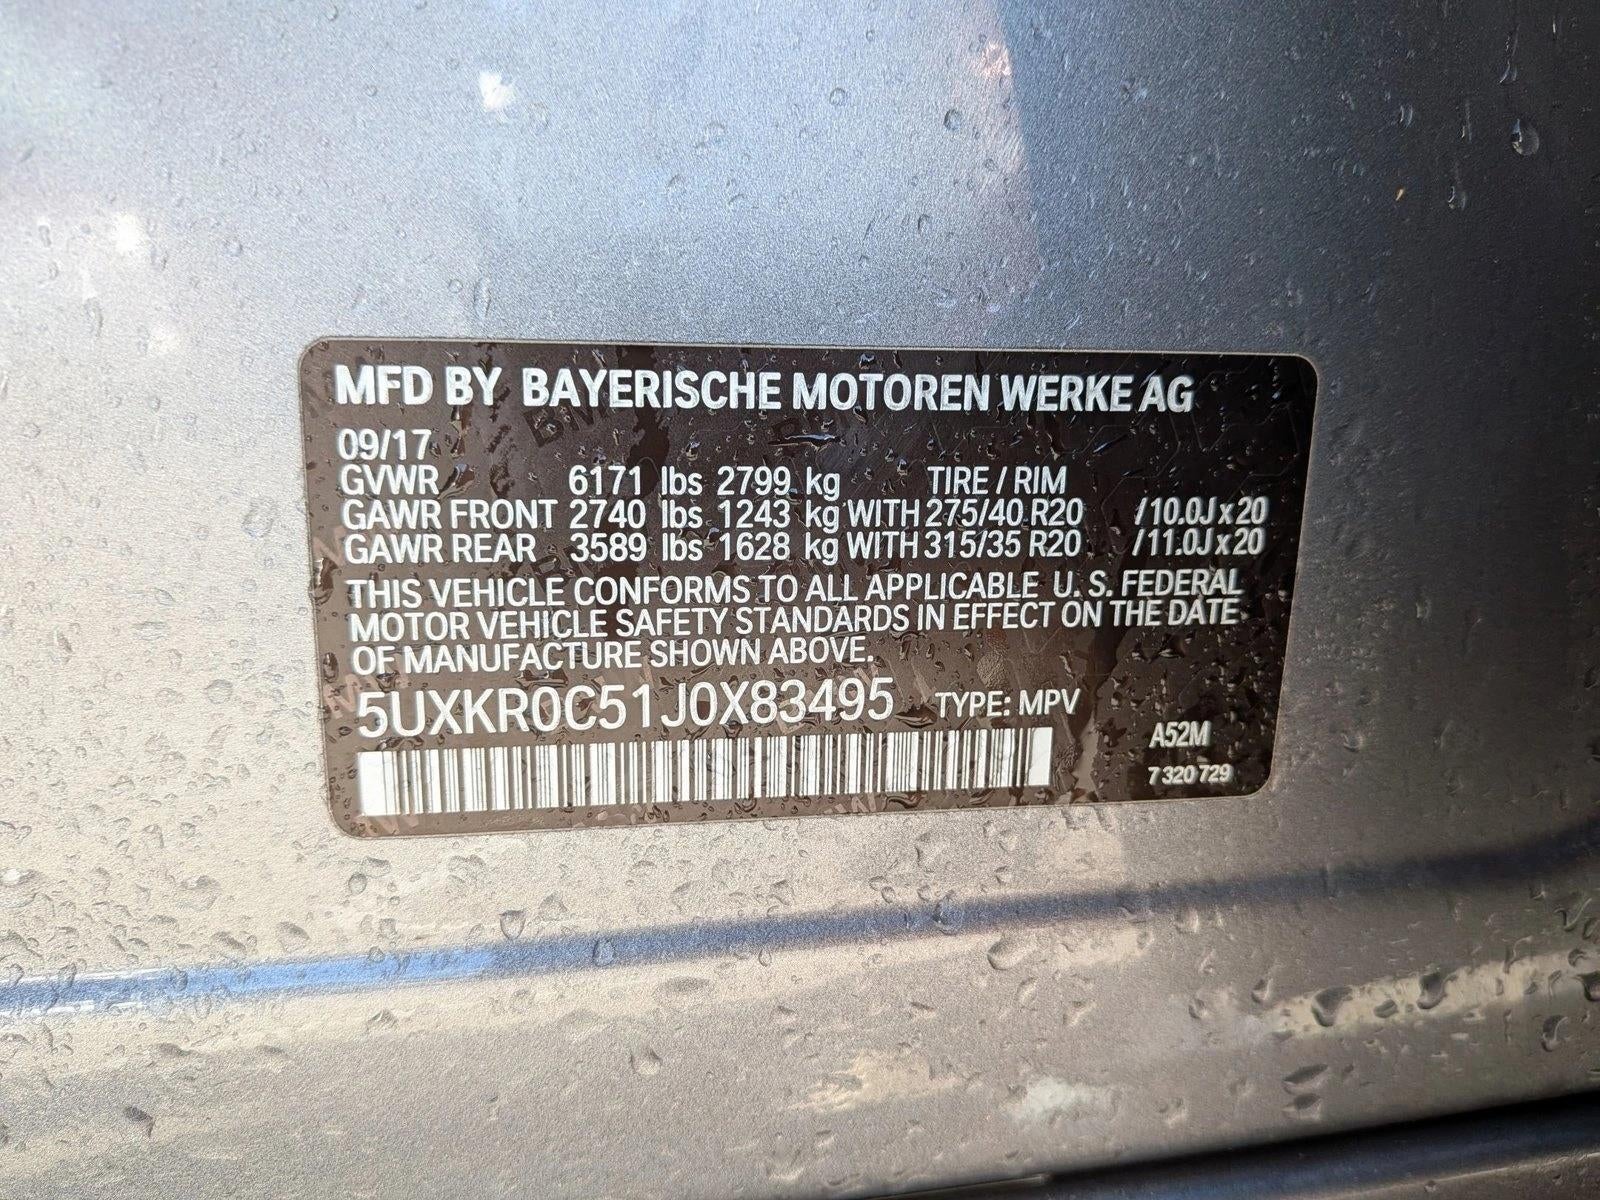 MFD BY BAYERISCHE MOTOREN WERKE AG
09/17
GVWR 6171 lbs 2799 kg TIRE / RIM
GAWR FRONT 2740 lbs 1243 kg WITH 275/40 R20 /10.0J x 20
GAWR REAR 3589 lbs 1628 kg WITH 315/35 R20 /11.0J x 20
THIS VEHICLE CONFORMS TO ALL APPLICABLE U. S. FEDERAL
MOTOR VEHICLE SAFETY STANDARDS IN EFFECT ON THE DATE
OF MANUFACTURE SHOWN ABOVE.
5UXKR0C51J0X83495 TYPE: MPV
A52M
7 320 729